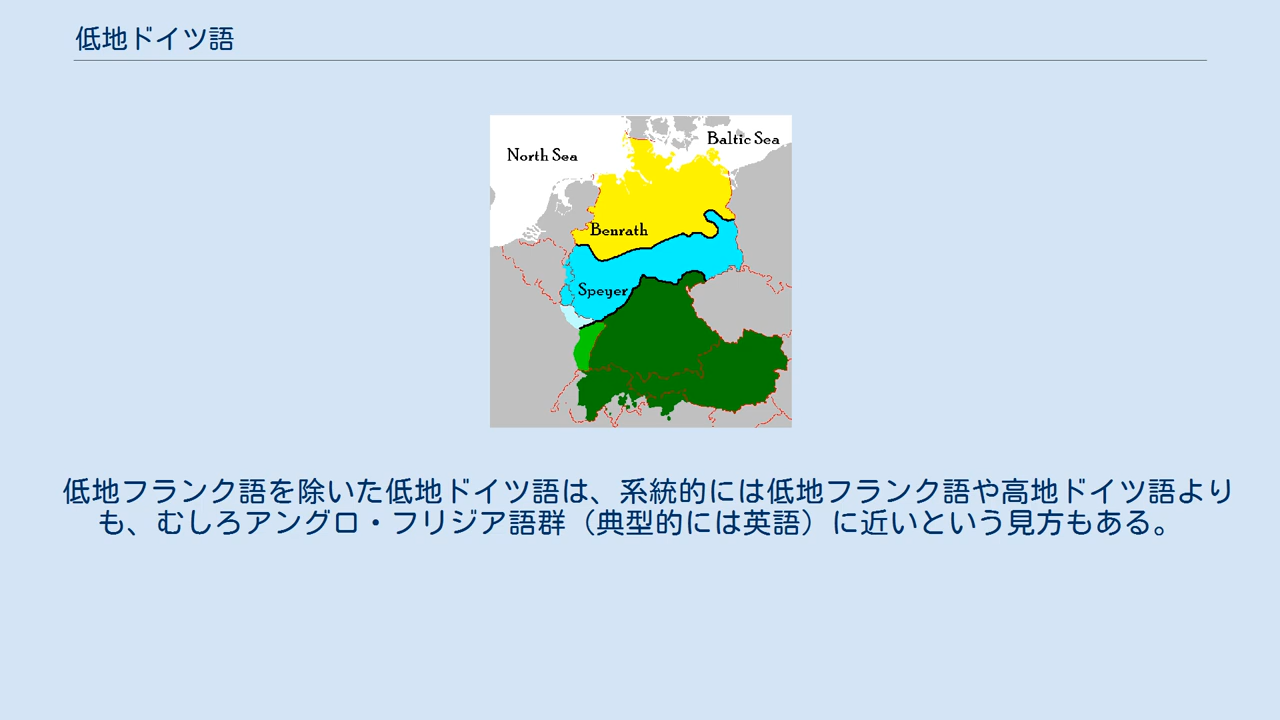 低地ドイツ語
North Sea
Baltic Sea
Benrath
Speyer
低地フランク語を除いた低地ドイツ語は、系統的には低地フランク語や高地ドイツ語より
も、むしろアングロ・フリジア語群（典型的には英語）に近いという見方もある。